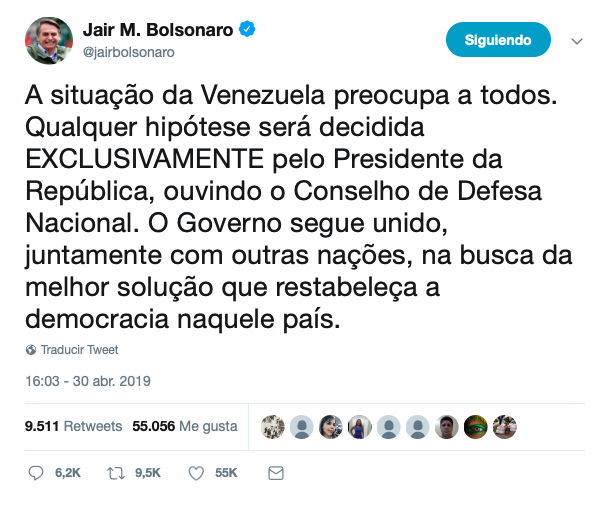 Jair M. Bolsonaro
@jairbolsonaro
Siguiendo
A situação da Venezuela preocupa a todos.
Qualquer hipótese será decidida
EXCLUSIVAMENTE pelo Presidente da
República, ouvindo o Conselho de Defesa
Nacional. O Governo segue unido,
juntamente com outras nações, na busca da
melhor solução que restabeleça a
democracia naquele país.
Traducir Tweet
16:03 - 30 abr. 2019
9.511 Retweets 55.056 Me gusta
6,2K 9,5K 55K